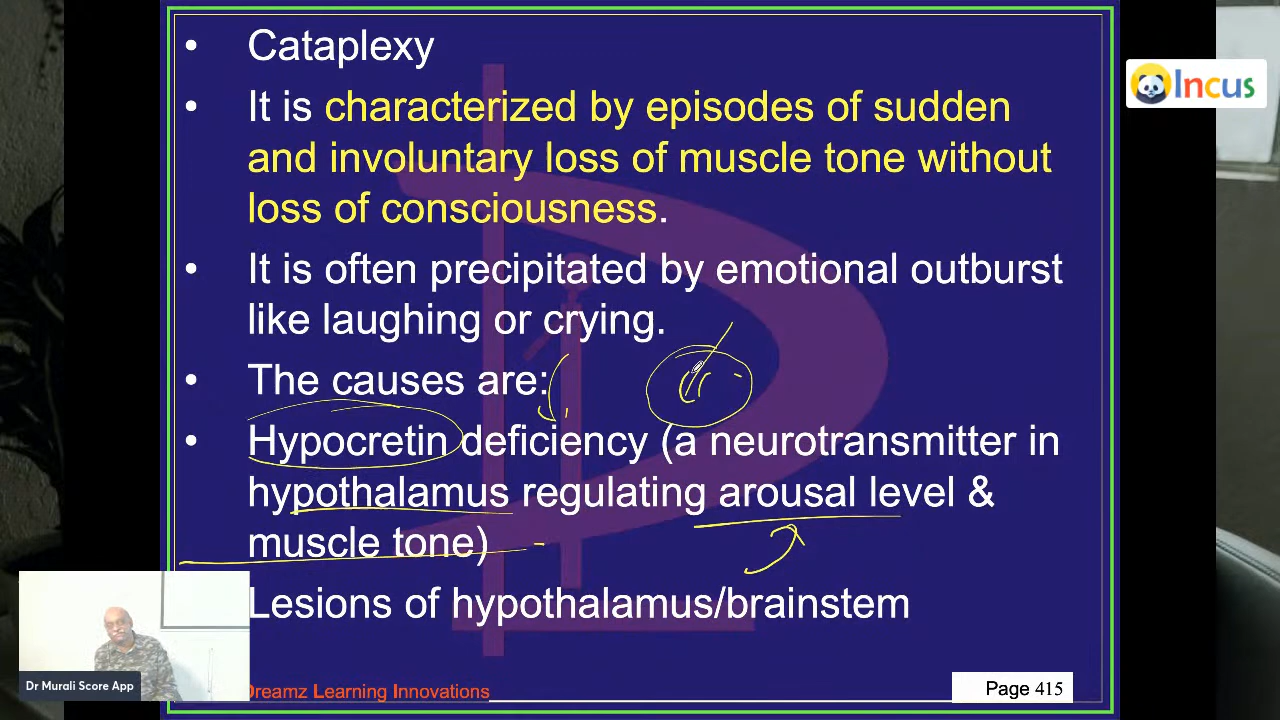 Cataplexy
It is characterized by episodes of sudden
and involuntary loss of muscle tone without
loss of consciousness.
It is often precipitated by emotional outburst
like laughing or crying.
The causes are:
Hypocretin deficiency (a neurotransmitter in
hypothalamus regulating arousal level &
muscle tone)
Lesions of hypothalamus/brainstem
Dreamz Learning Innovations
Page 415
Incus
Dr Murali Score App